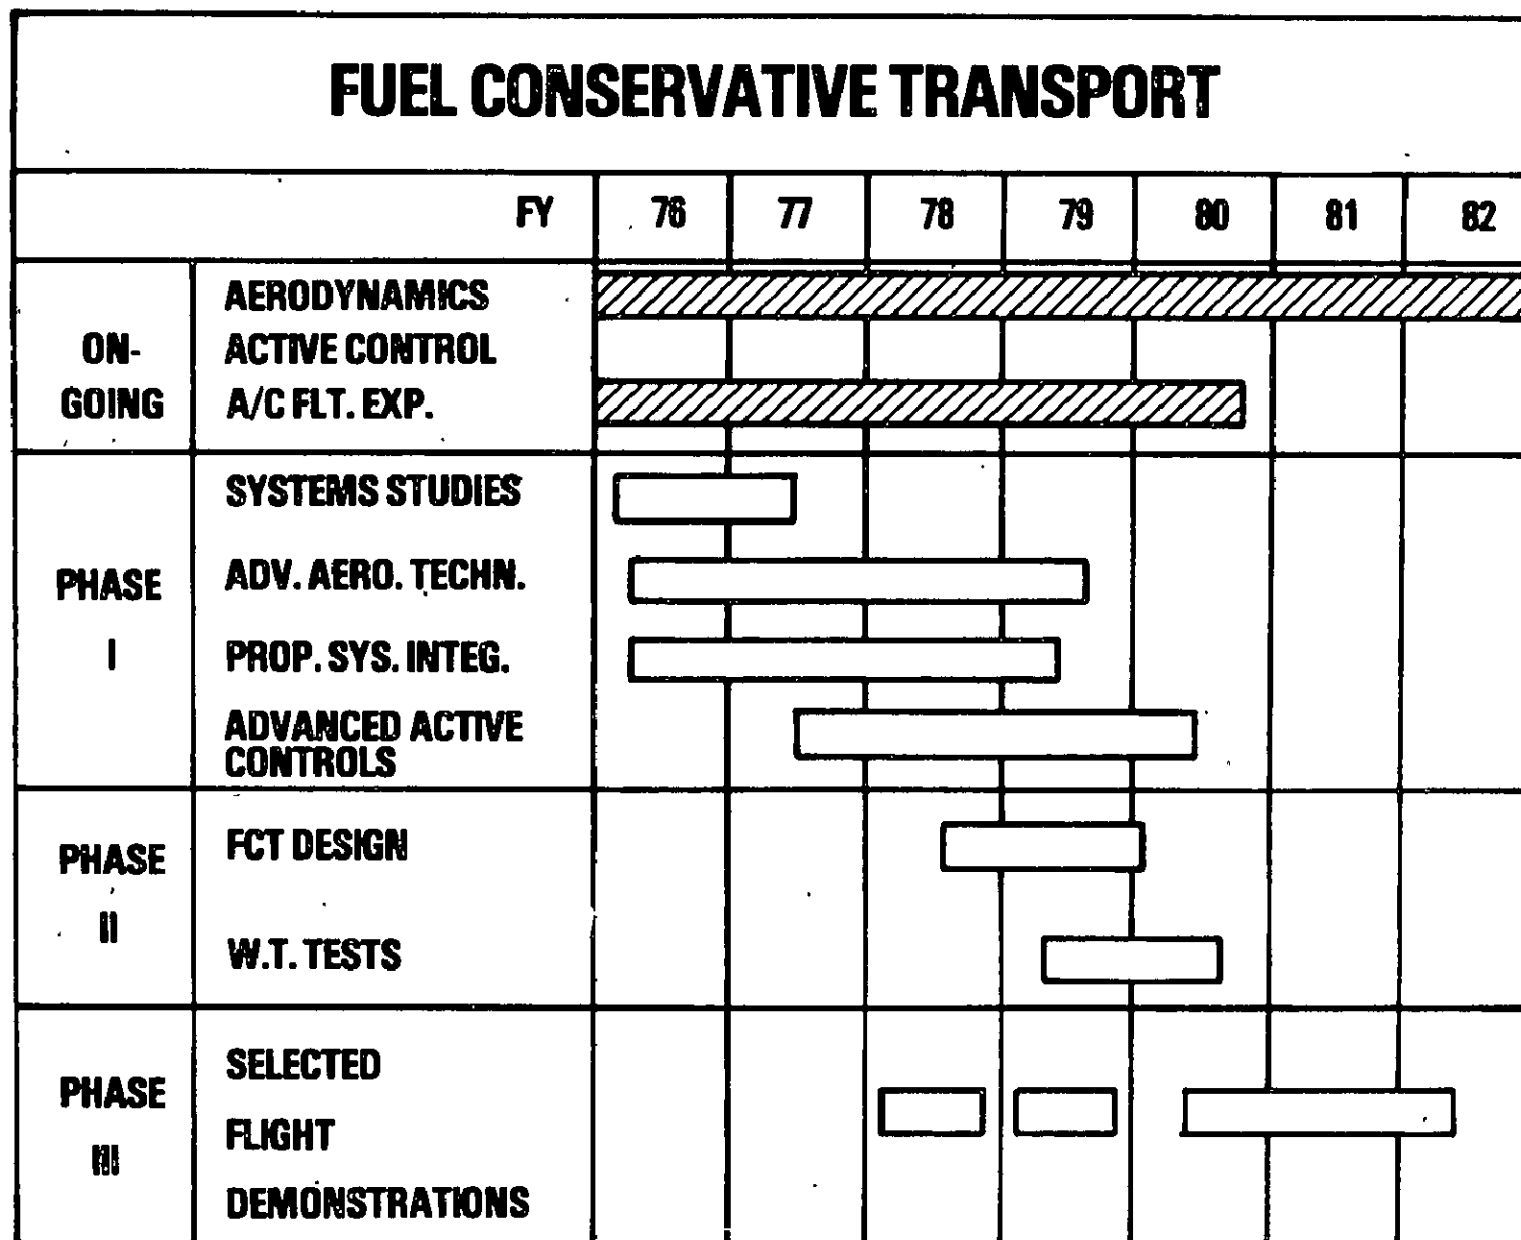 FUEL CONSERVATIVE TRANSPORT
FY 76 77 78 79 80 81 82
ON-
GOING
AERODYNAMICS
ACTIVE CONTROL
A/C FLT. EXP.
PHASE
I
SYSTEMS STUDIES
ADV. AERO. TECHN.
PROP. SYS. INTEG.
ADVANCED ACTIVE
CONTROLS
PHASE
II
FCT DESIGN
W.T. TESTS
PHASE
III
SELECTED
FLIGHT
DEMONSTRATIONS